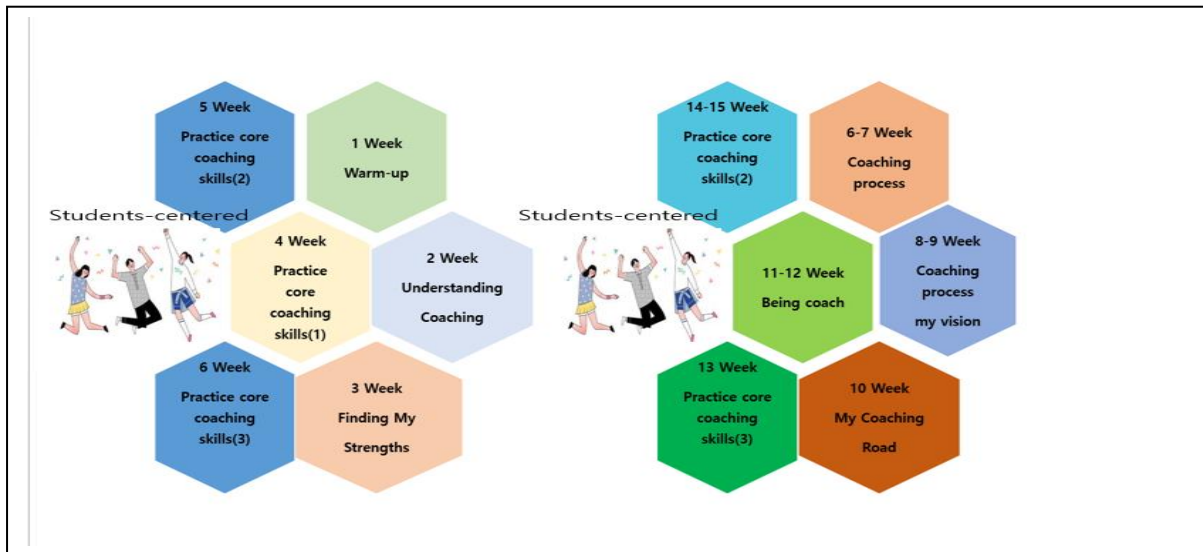 5 Week
Practice core
coaching
skills(2)
1 Week
Warm-up
Students-centered
4 Week
Practice
core
coaching
skills(1)
2 Week
Understanding
Coaching
6 Week
Practice core
coaching
skills(3)
3 Week
Finding My
Strengths
14-15 Week
Practice core
coaching
skills(2)
6-7 Week
Coaching
process
Students-centered
11-12 Week
Being coach
8-9 Week
Coaching
process
my vision
13 Week
Practice core
coaching
skills(3)
10 Week
My Coaching
Road